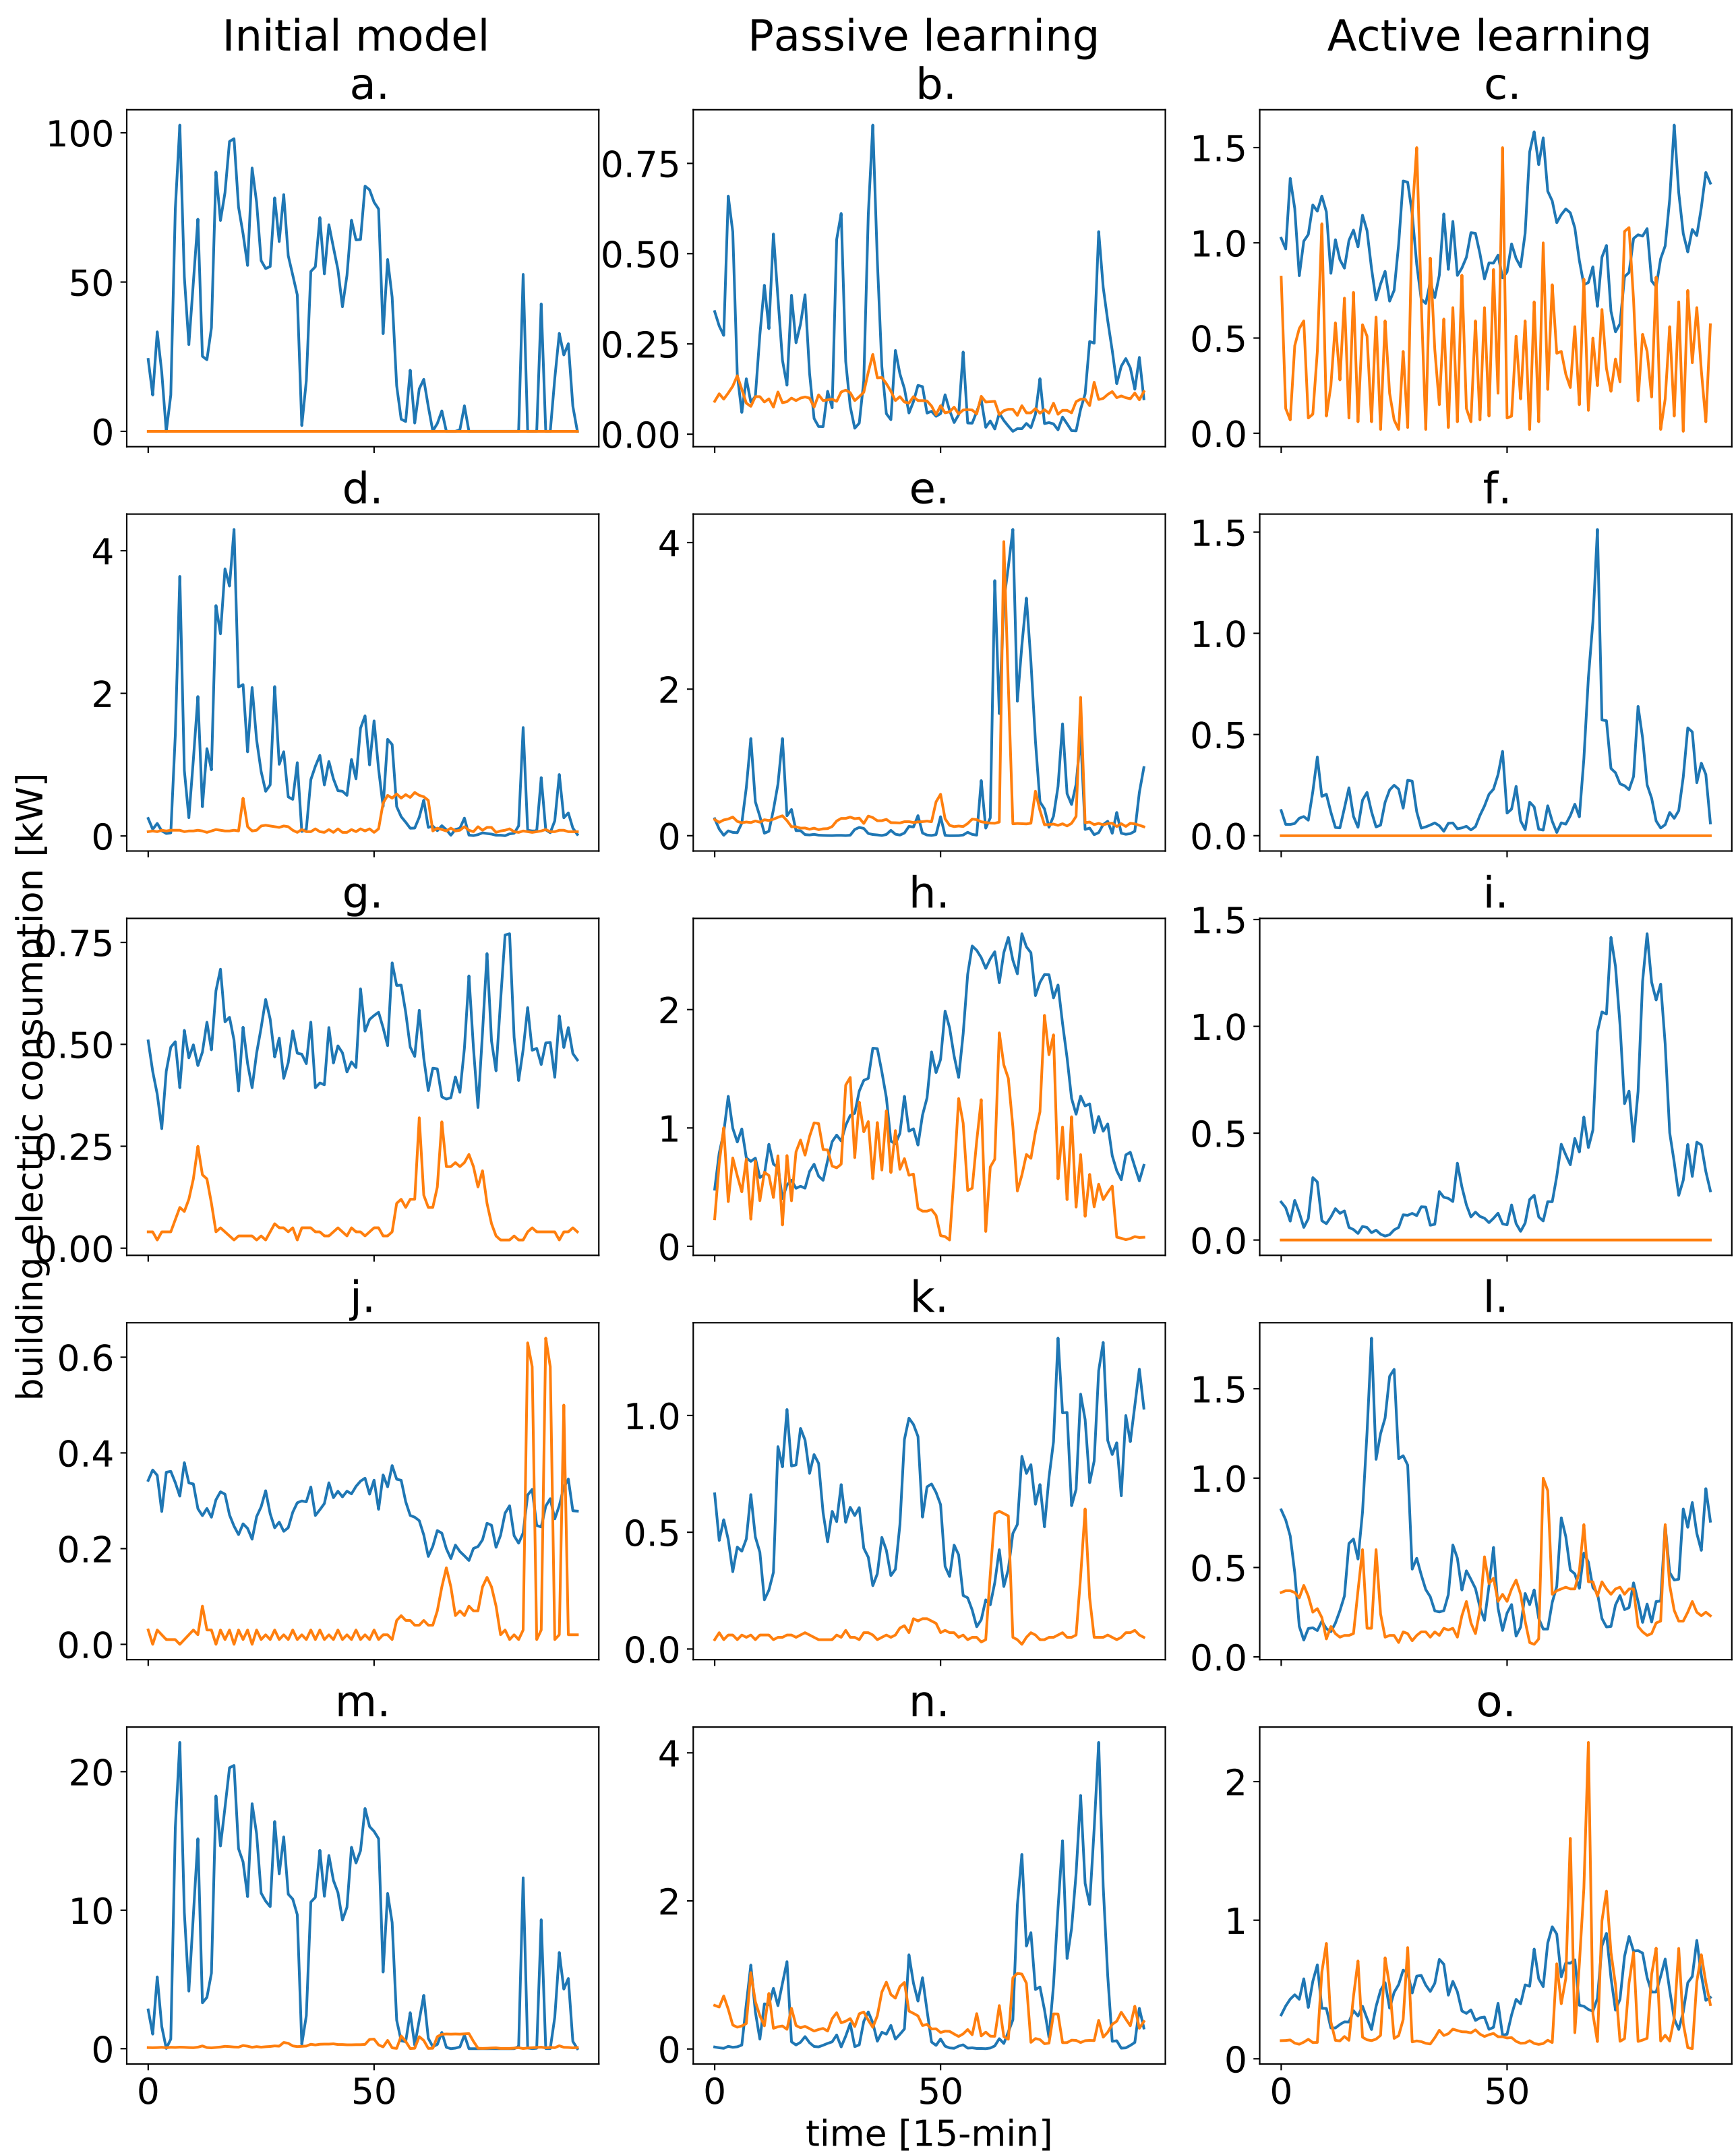 Initial model
Passive learning
Active learning
a.
b.
c.
100
50
0
0.75
0.50
0.25
0.00
1.5
1.0
0.5
0.0
d.
e.
f.
4
2
0
4
2
0
1.5
1.0
0.5
0.0
g.
h.
i.
0.75
0.50
0.25
0.00
2
1
0
1.5
1.0
0.5
0.0
building electric consumption [kW]
j.
k.
l.
0.6
0.4
0.2
0.0
1.0
0.5
0.0
1.5
1.0
0.5
0.0
m.
n.
o.
20
10
0
4
2
0
2
1
0
0
50
0
50
0
50
time [15-min]